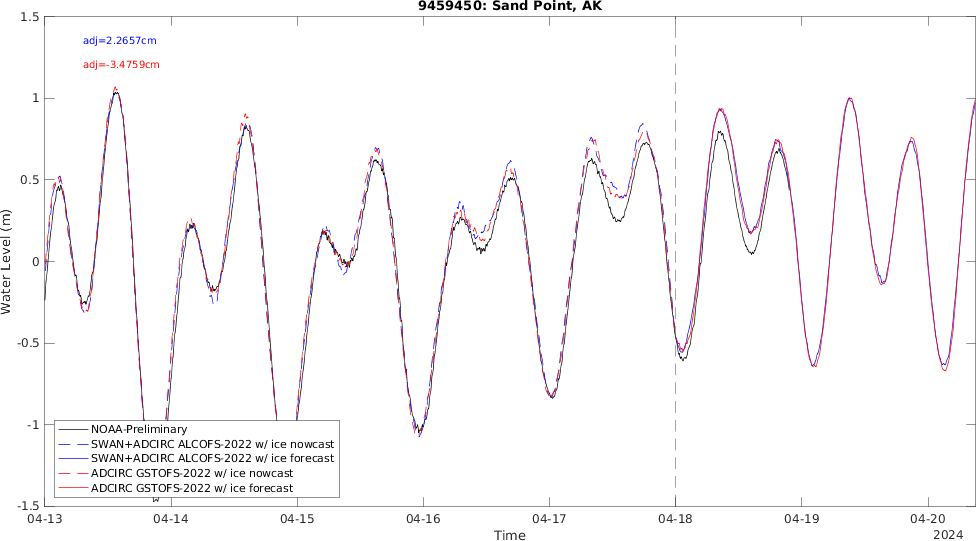 9459450: Sand Point, AK
adj=2.2657cm
adj=-3.4759cm
Water Level (m)
1.5
1
0.5
0
-0.5
-1
-1.5
NOAA-Preliminary
SWAN+ADCIRC ALCOFS-2022 w/ ice nowcast
SWAN+ADCIRC ALCOFS-2022 w/ ice forecast
ADCIRC GSTOFS-2022 w/ ice nowcast
ADCIRC GSTOFS-2022 w/ ice forecast
04-13 04-14 04-15 04-16 04-17 04-18 04-19 04-20
Time
2024